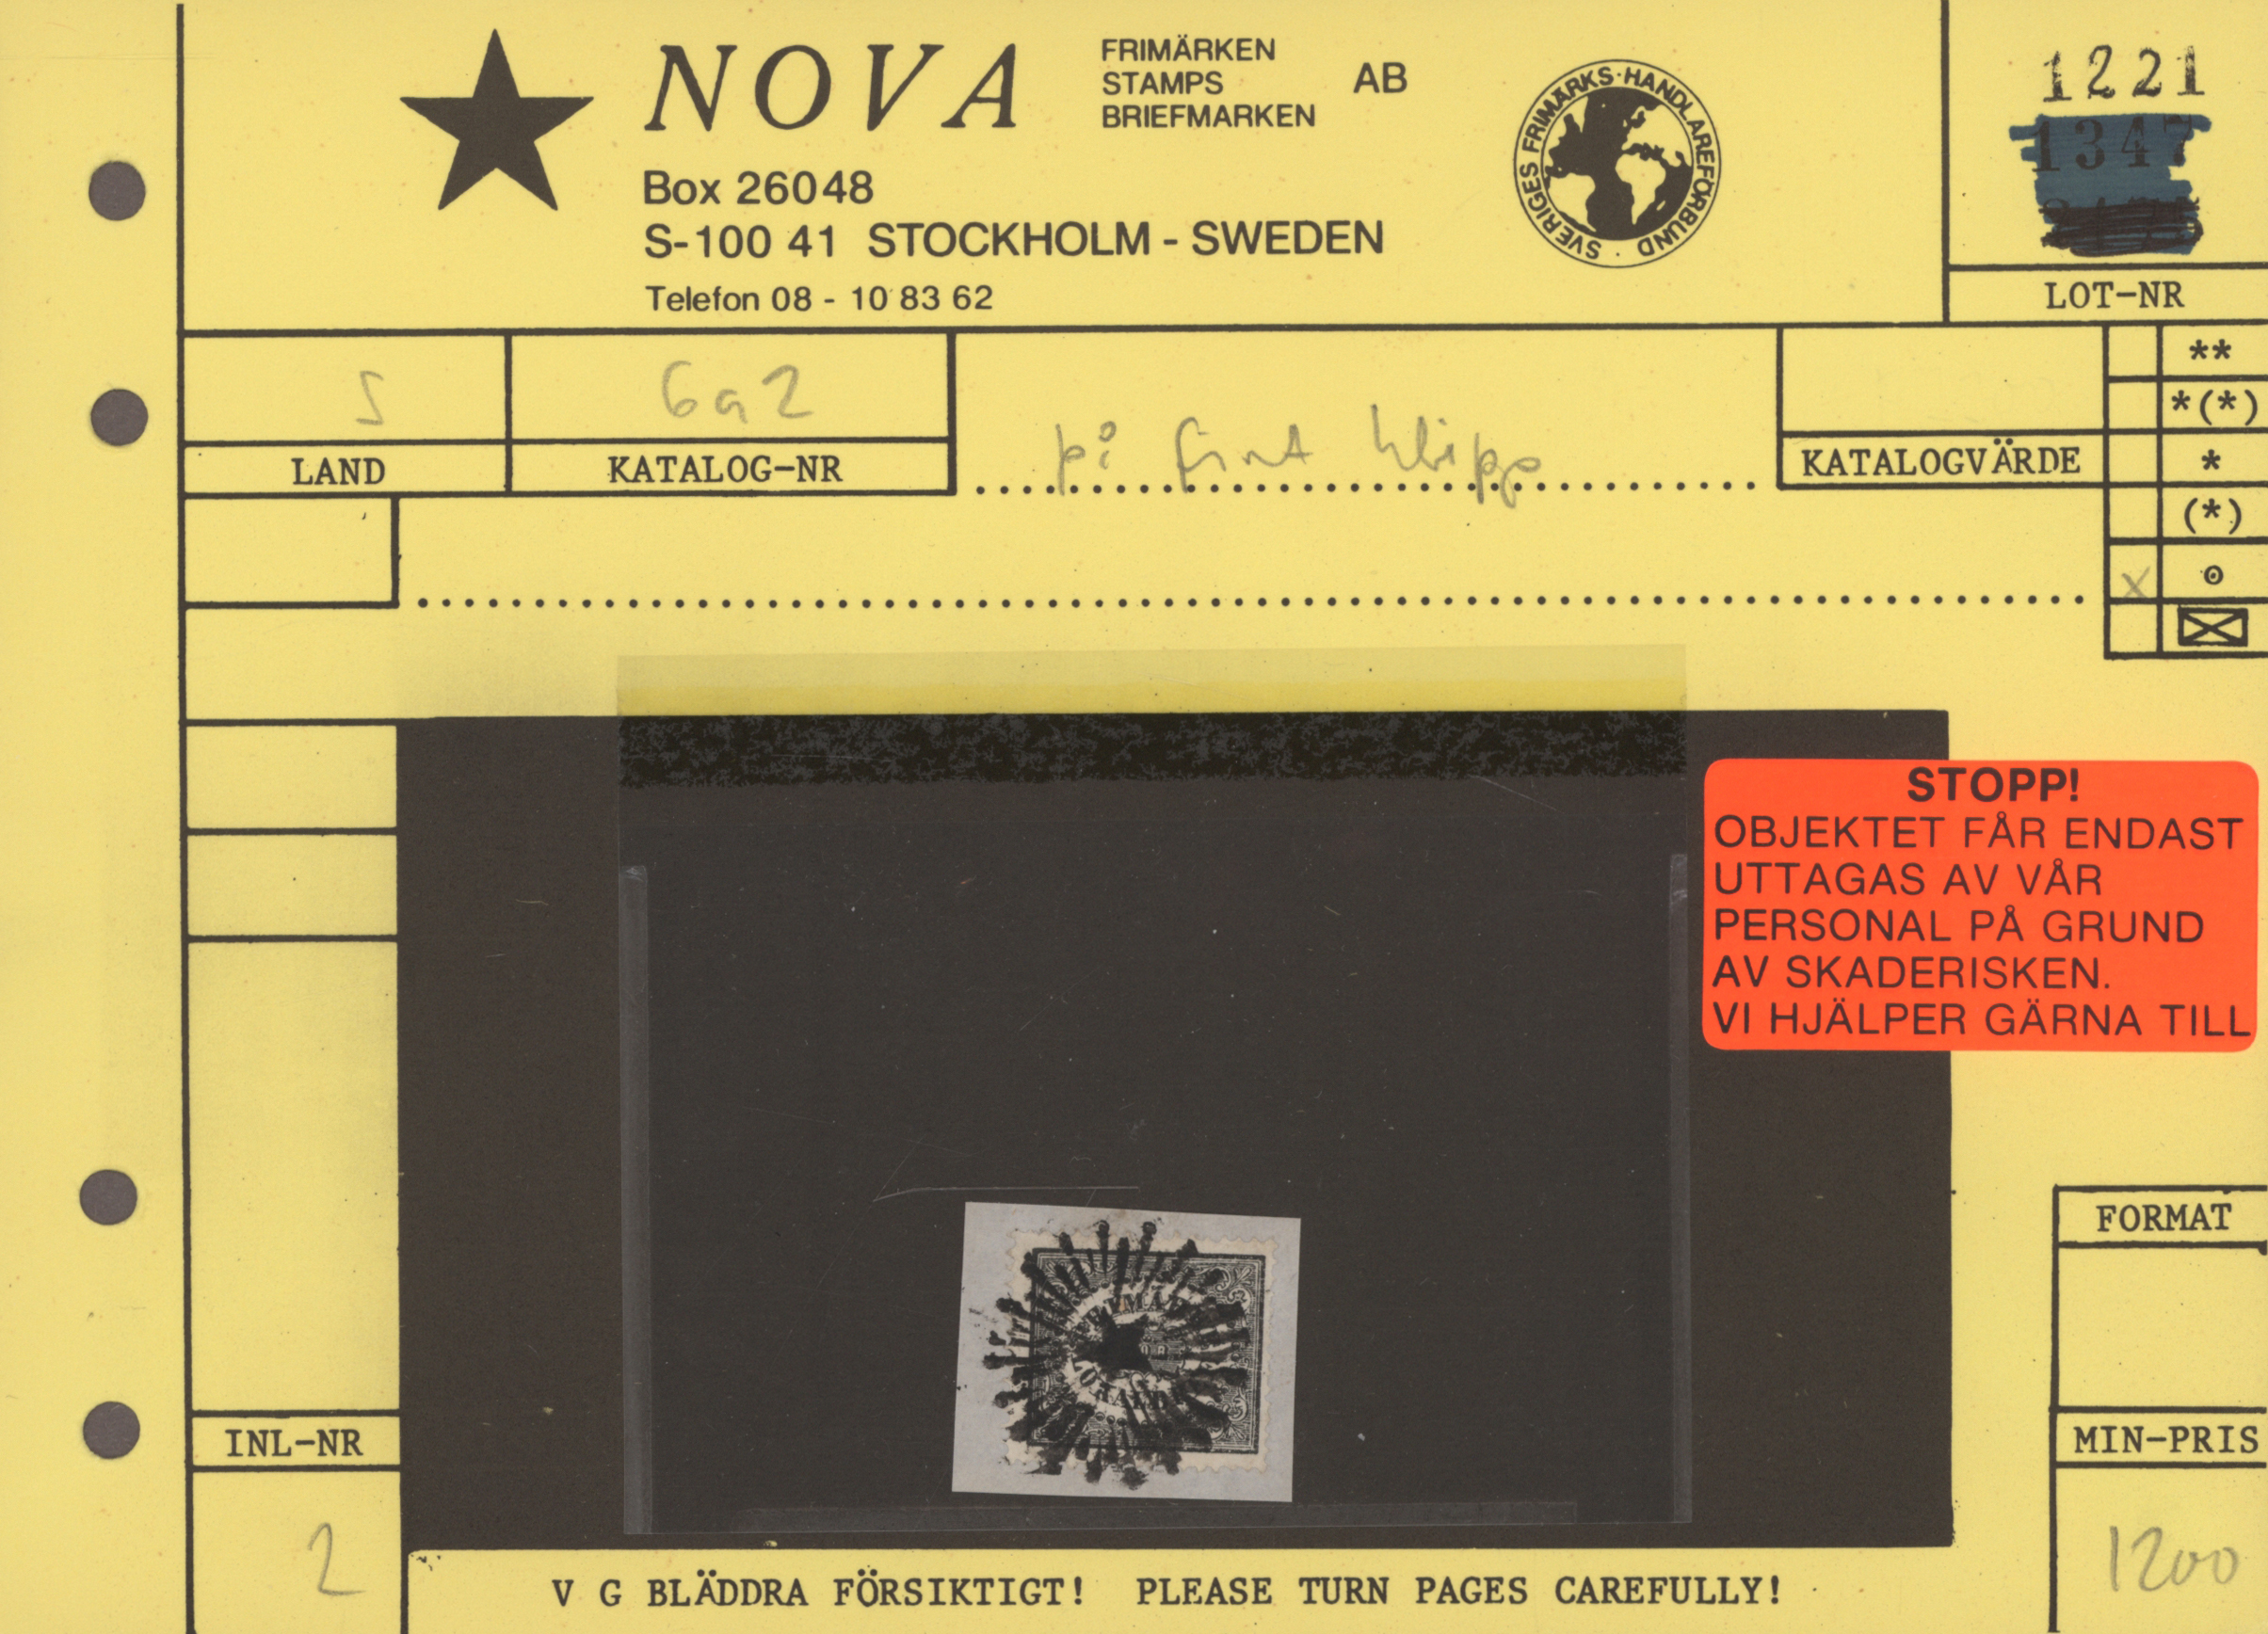 NOVA
FRIMÄRKEN
STAMPS
BRIEFMARKEN
AB
Box 26048
S-100 41 STOCKHOLM - SWEDEN
Telefon 08 - 10 83 62
SVERIGES FRIMÄRKS-HANDLAREFÖRBUND
1221
1347
LOT-NR
S
6a2
på fint klipp
LAND
KATALOG-NR
KATALOGVÄRDE
**
*(*)
*
(*)
x
STOPP!
OBJEKTET FÅR ENDAST
UTTAGAS AV VÅR
PERSONAL PÅ GRUND
AV SKADERISKEN.
VI HJÄLPER GÄRNA TILL
FORMAT
INL-NR
2
MIN-PRIS
1200
V G BLÄDDRA FÖRSIKTIGT! PLEASE TURN PAGES CAREFULLY!